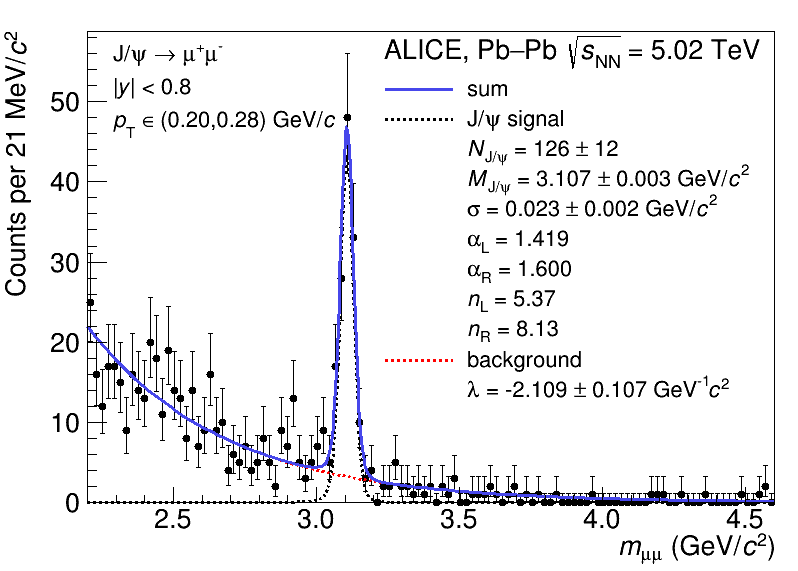 J/ψ → μ⁺μ⁻
|y| < 0.8
p_T ∈ (0.20,0.28) GeV/c
ALICE, Pb–Pb √s_NN = 5.02 TeV
sum
J/ψ signal
N_J/ψ = 126 ± 12
M_J/ψ = 3.107 ± 0.003 GeV/c²
σ = 0.023 ± 0.002 GeV/c²
α_L = 1.419
α_R = 1.600
n_L = 5.37
n_R = 8.13
background
λ = -2.109 ± 0.107 GeV⁻¹c²
Counts per 21 MeV/c²
50
40
30
20
10
0
2.5 3.0 3.5 4.0 4.5
m_μμ (GeV/c²)